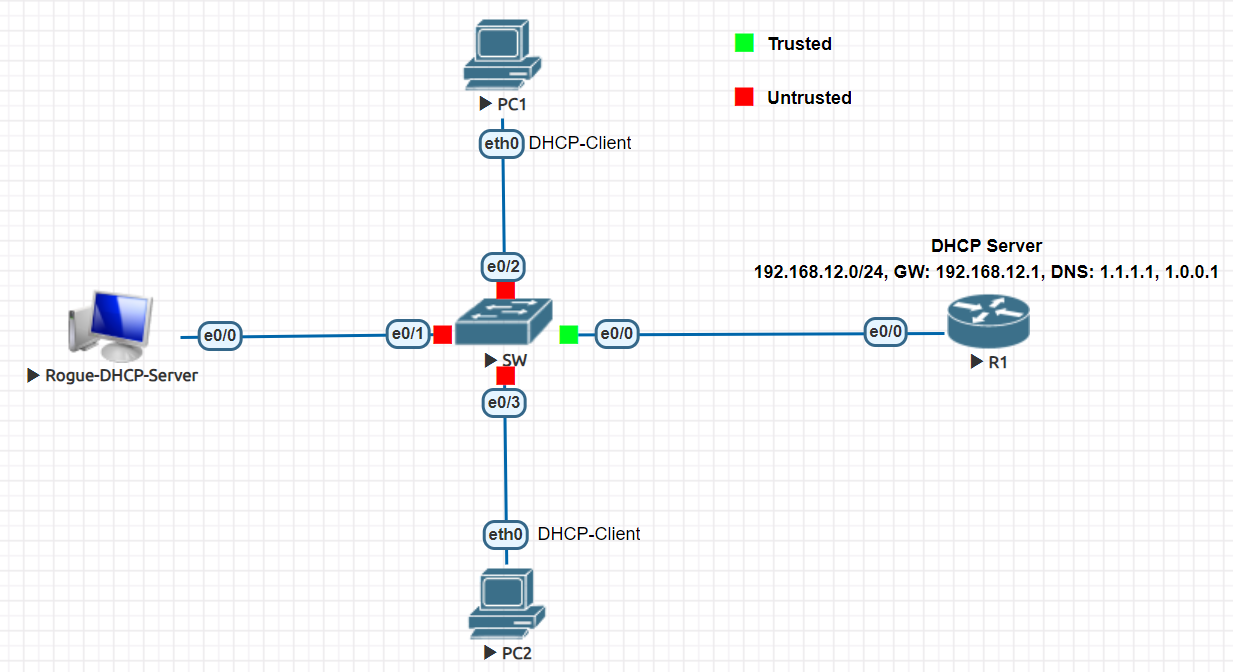 Trusted
Untrusted
PC1
eth0 DHCP-Client
e0/2
DHCP Server
192.168.12.0/24, GW: 192.168.12.1, DNS: 1.1.1.1, 1.0.0.1
e0/0
e0/1
e0/0
e0/0
SW
R1
Rogue-DHCP-Server
e0/3
eth0 DHCP-Client
PC2